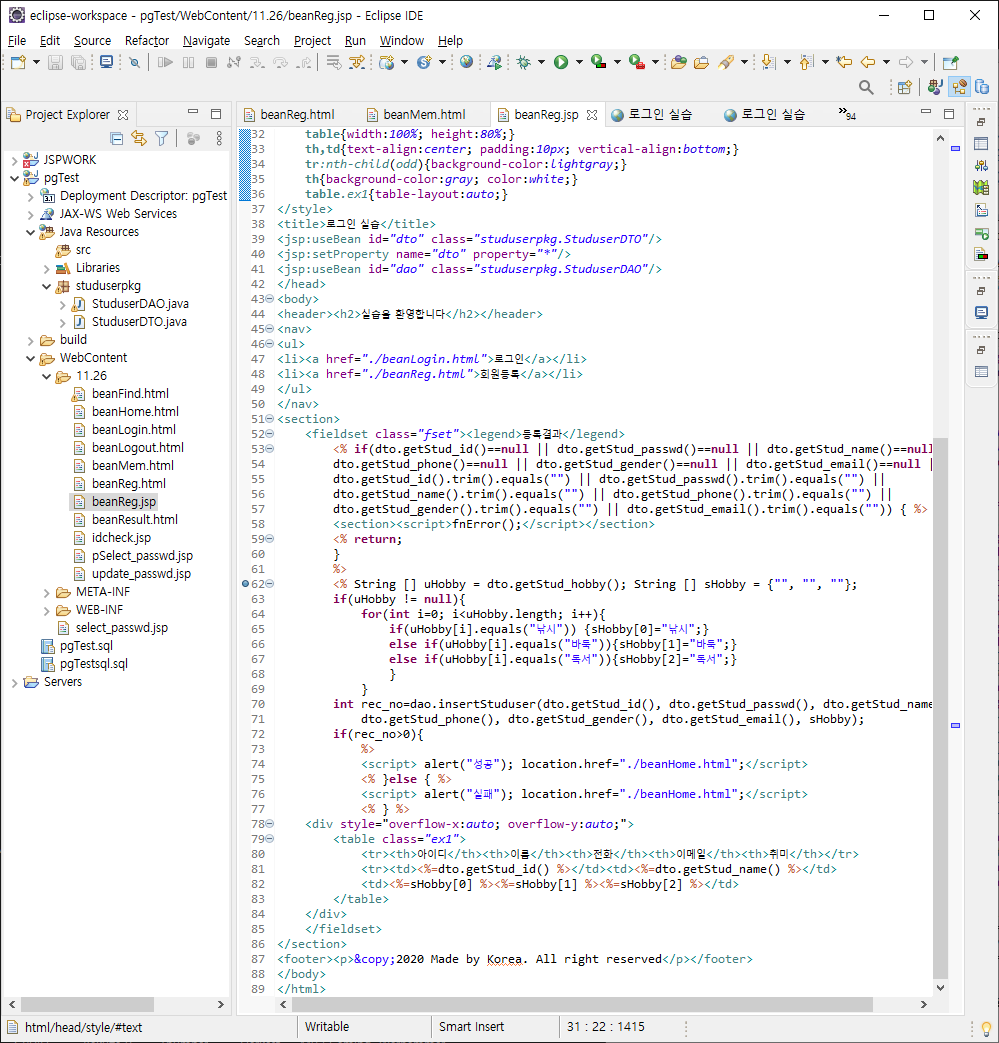 eclipse-workspace - pgTest/WebContent/11.26/beanReg.jsp - Eclipse IDE
File Edit Source Refactor Navigate Search Project Run Window Help
Project Explorer
JSPWORK
pgTest
Deployment Descriptor: pgTest
JAX-WS Web Services
Java Resources
src
Libraries
studuserpkg
StuduserDAO.java
StuduserDTO.java
build
WebContent
11.26
beanFind.html
beanHome.html
beanLogin.html
beanLogout.html
beanMem.html
beanReg.html
beanReg.jsp
beanResult.html
idcheck.jsp
pSelect_passwd.jsp
update_passwd.jsp
META-INF
WEB-INF
select_passwd.jsp
pgTest.sql
pgTestsql.sql
Servers
beanReg.html beanMem.html beanReg.jsp 로그인 실습 로그인 실습 »94
32 table{width:100%; height:80%;}
33 th,td{text-align:center; padding:10px; vertical-align:bottom;}
34 tr:nth-child(odd){background-color:lightgray;}
35 th{background-color:gray; color:white;}
36 table.ex1{table-layout:auto;}
37 </style>
38 <title>로그인 실습</title>
39 <jsp:useBean id="dto" class="studuserpkg.StuduserDTO"/>
40 <jsp:setProperty name="dto" property="*"/>
41 <jsp:useBean id="dao" class="studuserpkg.StuduserDAO"/>
42 </head>
43 <body>
44 <header><h2>실습을 환영합니다</h2></header>
45 <nav>
46 <ul>
47 <li><a href="./beanLogin.html">로그인</a></li>
48 <li><a href="./beanReg.html">회원등록</a></li>
49 </ul>
50 </nav>
51 <section>
52 <fieldset class="fset"><legend>등록결과</legend>
53 <% if(dto.getStud_id()==null || dto.getStud_passwd()==null || dto.getStud_name()==null
54 dto.getStud_phone()==null || dto.getStud_gender()==null || dto.getStud_email()==null |
55 dto.getStud_id().trim().equals("") || dto.getStud_passwd().trim().equals("") ||
56 dto.getStud_name().trim().equals("") || dto.getStud_phone().trim().equals("") ||
57 dto.getStud_gender().trim().equals("") || dto.getStud_email().trim().equals("")) { %>
58 <section><script>fnError();</script></section>
59 <% return;
60 }
61 %>
62 <% String [] uHobby = dto.getStud_hobby(); String [] sHobby = {"", "", ""};
63 if(uHobby != null){
64 for(int i=0; i<uHobby.length; i++){
65 if(uHobby[i].equals("낚시")) {sHobby[0]="낚시";}
66 else if(uHobby[i].equals("바둑")){sHobby[1]="바둑";}
67 else if(uHobby[i].equals("독서")){sHobby[2]="독서";}
68 }
69 }
70 int rec_no=dao.insertStuduser(dto.getStud_id(), dto.getStud_passwd(), dto.getStud_name
71 dto.getStud_phone(), dto.getStud_gender(), dto.getStud_email(), sHobby);
72 if(rec_no>0){
73 %>
74 <script> alert("성공"); location.href="./beanHome.html";</script>
75 <% }else { %>
76 <script> alert("실패"); location.href="./beanHome.html";</script>
77 <% } %>
78 <div style="overflow-x:auto; overflow-y:auto;">
79 <table class="ex1">
80 <tr><th>아이디</th><th>이름</th><th>전화</th><th>이메일</th><th>취미</th></tr>
81 <tr><td><%=dto.getStud_id() %></td><td><%=dto.getStud_name() %></td>
82 <td><%=sHobby[0] %><%=sHobby[1] %><%=sHobby[2] %></td>
83 </table>
84 </div>
85 </fieldset>
86 </section>
87 <footer><p>&copy;2020 Made by Korea. All right reserved</p></footer>
88 </body>
89 </html>
html/head/style/#text Writable Smart Insert 31 : 22 : 1415